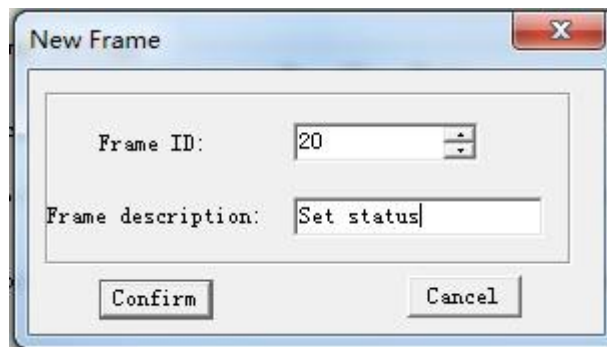 New Frame
Frame ID: 20
Frame description: Set status
Confirm Cancel